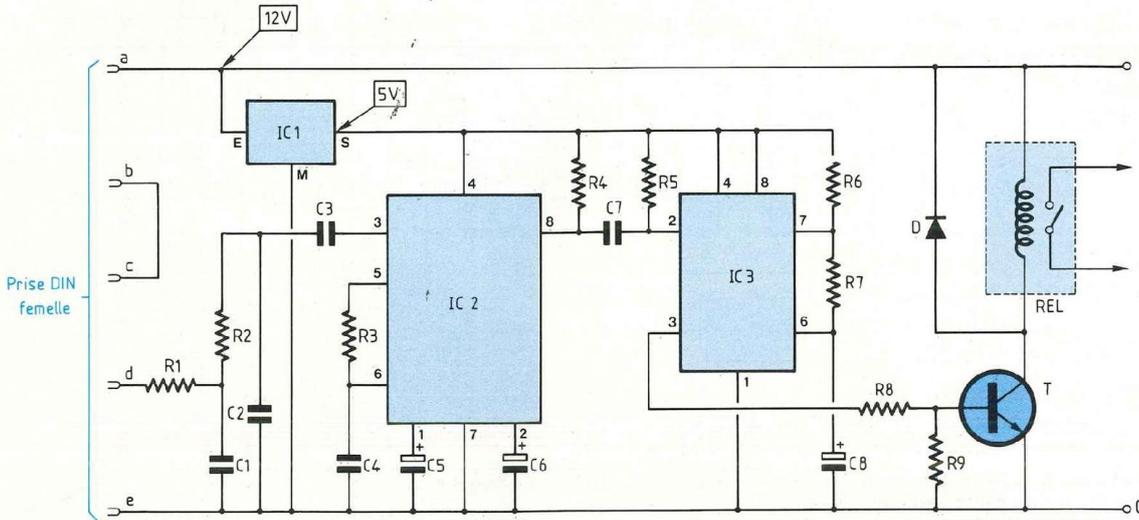 12V
a
5V
IC1
E
S
M
b
4
R4
R5
4
8
R6
C3
C7
3
8
2
7
D
c
5
Prise DIN
femelle
IC 2
IC 3
R7
R2
R3
3
6
REL
R1
d
6
1
R8
T
C2
1
7
2
+
+
+
C1
C4
C5
C6
C8
R9
e